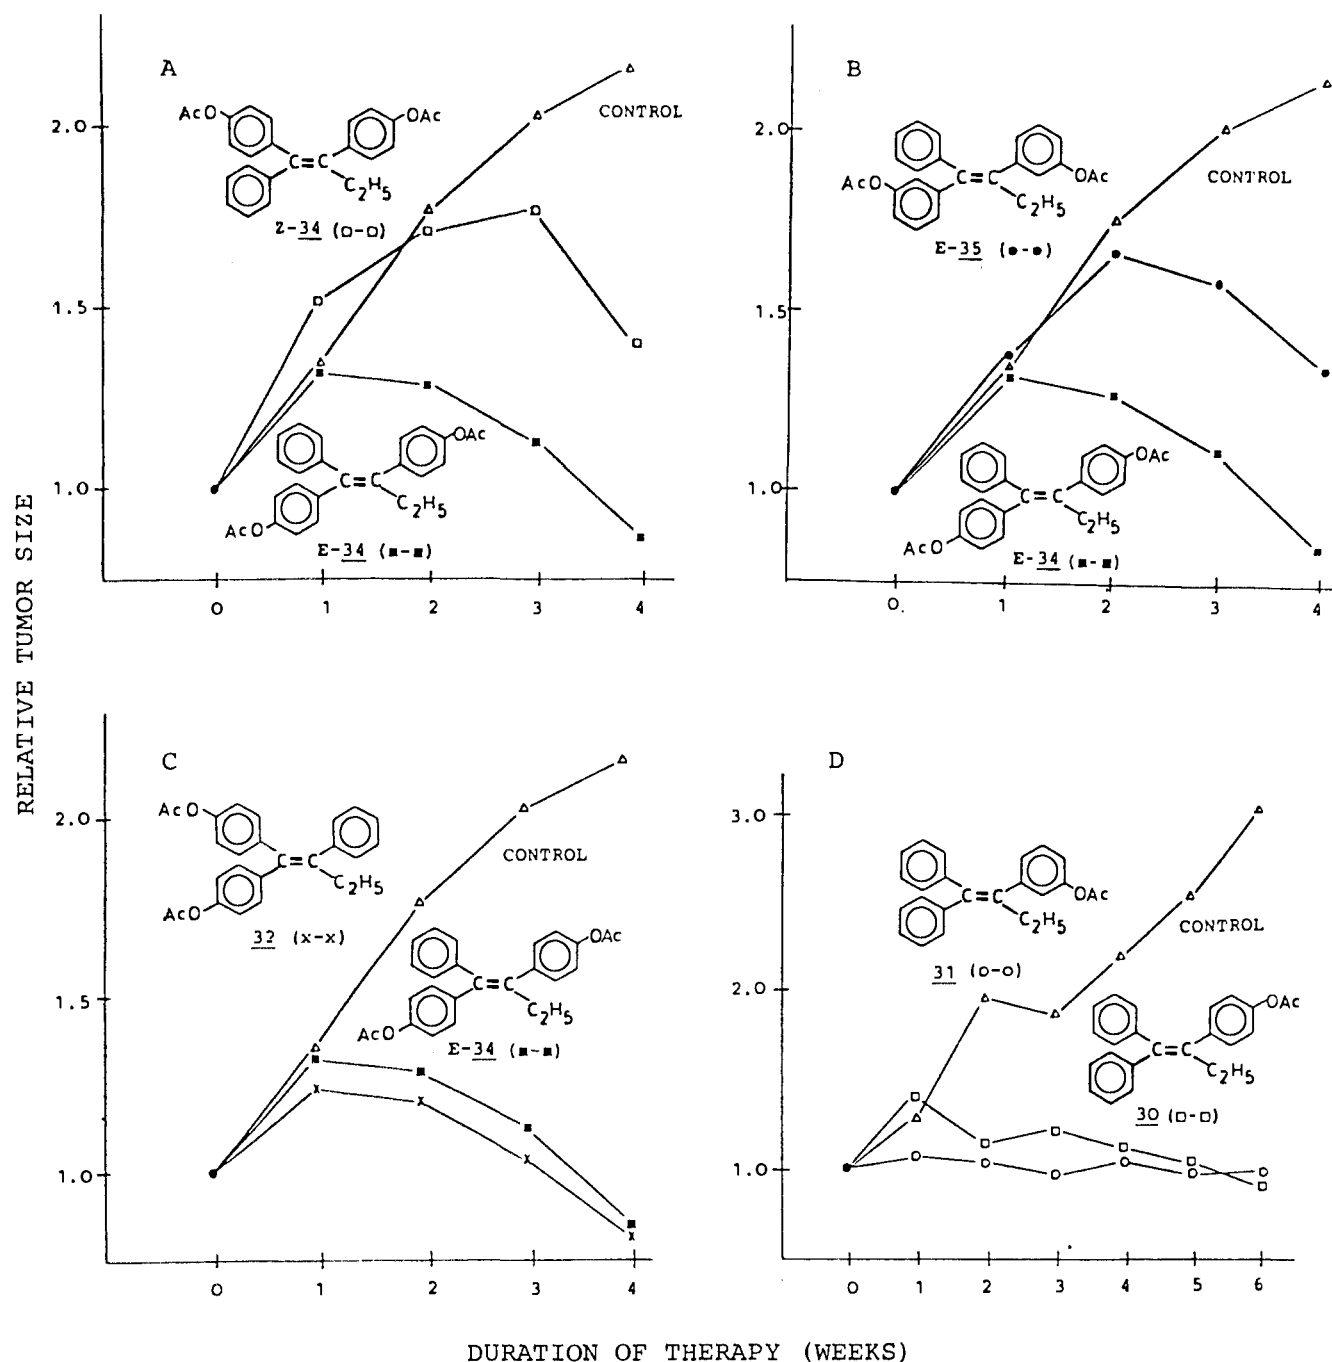 RELATIVE TUMOR SIZE
A
AcO
OAc
C=C
C2H5
Z-34 (□-□)
CONTROL
2.0
1.5
1.0
OAc
C=C
C2H5
AcO
E-34 (■-■)
0 1 2 3 4
B
2.0
1.5
1.0
AcO
OAc
C=C
C2H5
E-35 (●-●)
CONTROL
OAc
C=C
C2H5
AcO
E-34 (■-■)
0. 1 2 3 4
C
AcO
AcO
C=C
C2H5
32 (x-x)
CONTROL
2.0
1.5
1.0
OAc
C=C
C2H5
AcO
E-34 (■-■)
0 1 2 3 4
D
3.0
2.0
1.0
C=C
OAc
C2H5
31 (o-o)
CONTROL
OAc
C=C
C2H5
30 (□-□)
0 1 2 3 4 5 6
DURATION OF THERAPY (WEEKS)